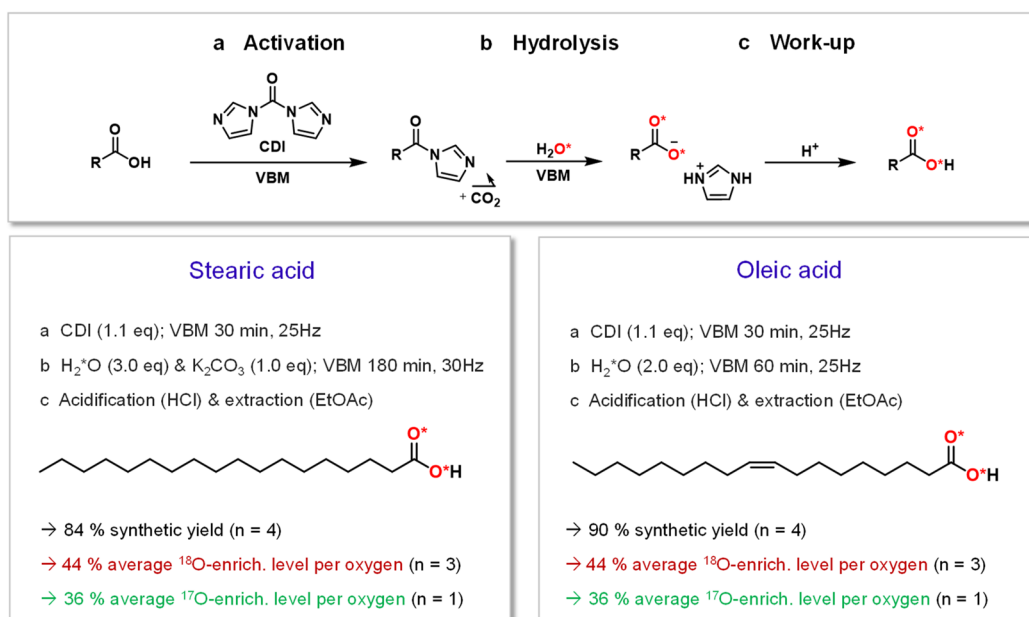 a Activation
b Hydrolysis
c Work-up
O
R OH
O
N N N N
CDI
VBM
O
R N N
+ CO₂
H₂O*
VBM
O*
R O* −
+
HN NH
H⁺
O*
R O*H
Stearic acid
a CDI (1.1 eq); VBM 30 min, 25Hz
b H₂*O (3.0 eq) & K₂CO₃ (1.0 eq); VBM 180 min, 30Hz
c Acidification (HCl) & extraction (EtOAc)
O*
O*H
→ 84 % synthetic yield (n = 4)
→ 44 % average ¹⁸O-enrich. level per oxygen (n = 3)
→ 36 % average ¹⁷O-enrich. level per oxygen (n = 1)
Oleic acid
a CDI (1.1 eq); VBM 30 min, 25Hz
b H₂*O (2.0 eq); VBM 60 min, 25Hz
c Acidification (HCl) & extraction (EtOAc)
O*
O*H
→ 90 % synthetic yield (n = 4)
→ 44 % average ¹⁸O-enrich. level per oxygen (n = 3)
→ 36 % average ¹⁷O-enrich. level per oxygen (n = 1)